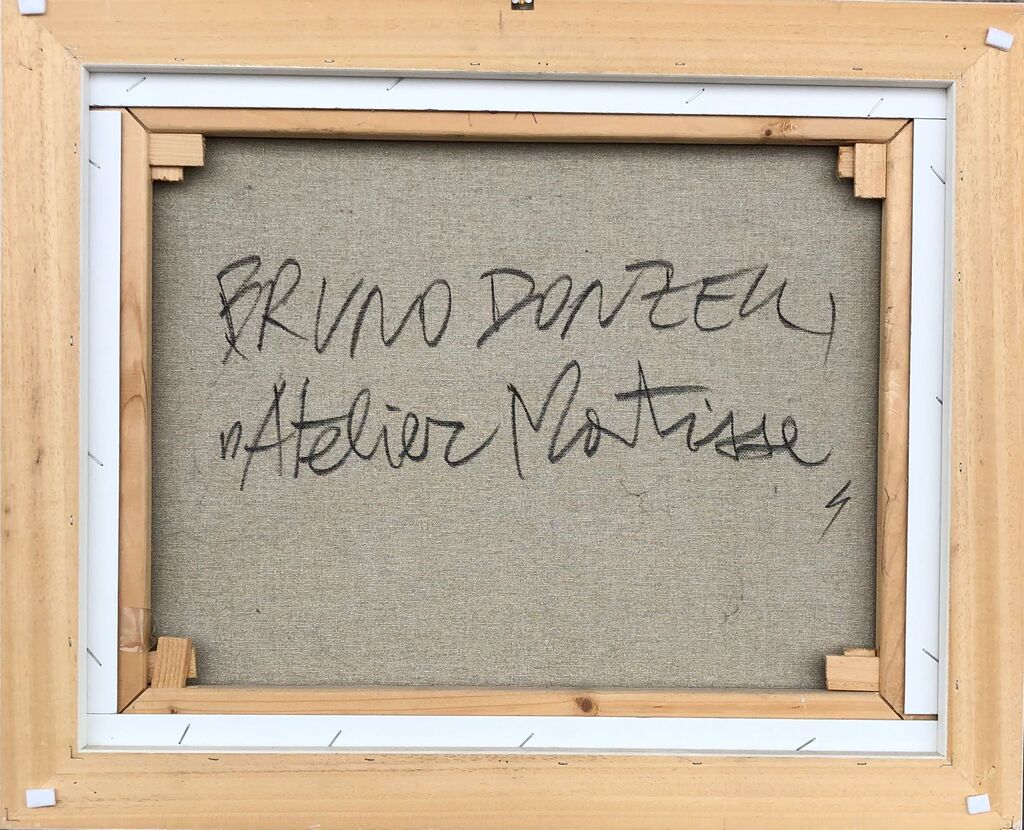 BRUNO DONZELLI
"Atelier Matisse
"